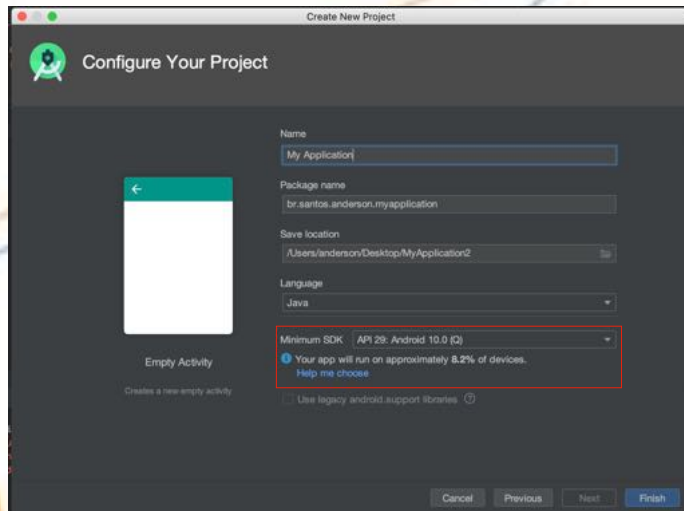 Create New Project
Configure Your Project
Name
My Application
Package name
br.santos.anderson.myapplication
Save location
/Users/anderson/Desktop/MyApplication2
Language
Java
Minimum SDK API 29: Android 10.0 (Q)
Your app will run on approximately 8.2% of devices.
Help me choose
Empty Activity
Creates a new empty activity
Use legacy android.support libraries
Cancel Previous Next Finish